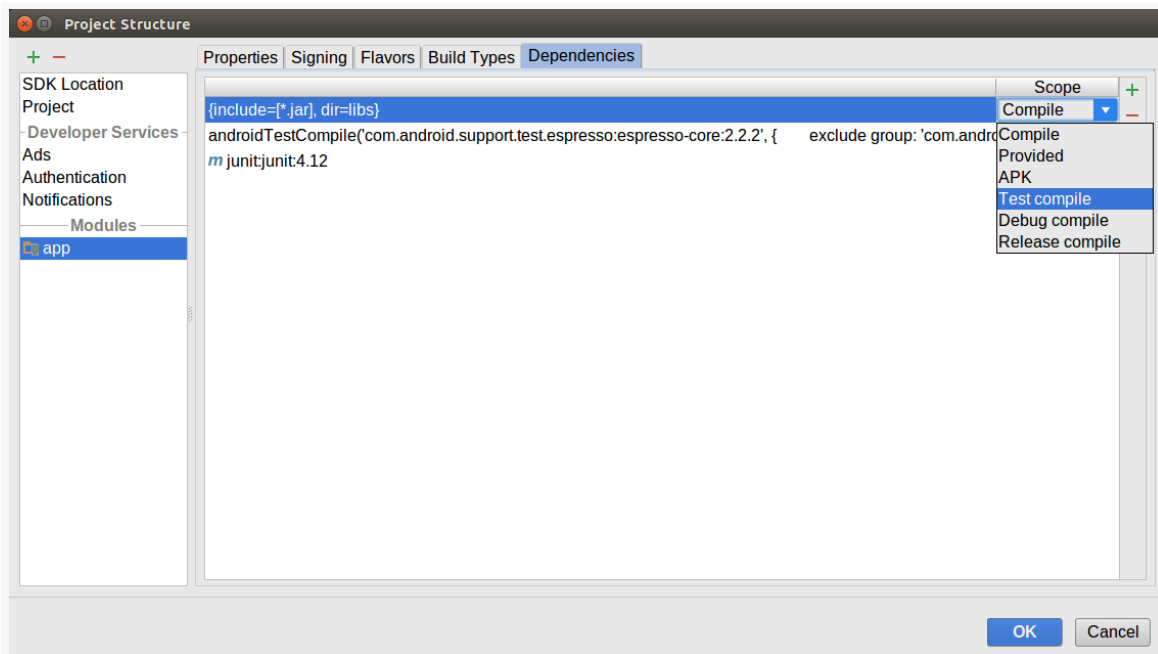 Project Structure
Properties Signing Flavors Build Types Dependencies
SDK Location
Project
Developer Services
Ads
Authentication
Notifications
Modules
app
Scope
{include=[*.jar], dir=libs} Compile
androidTestCompile('com.android.support.test.espresso:espresso-core:2.2.2', { exclude group: 'com.andro
m junit:junit:4.12
Compile
Provided
APK
Test compile
Debug compile
Release compile
OK Cancel